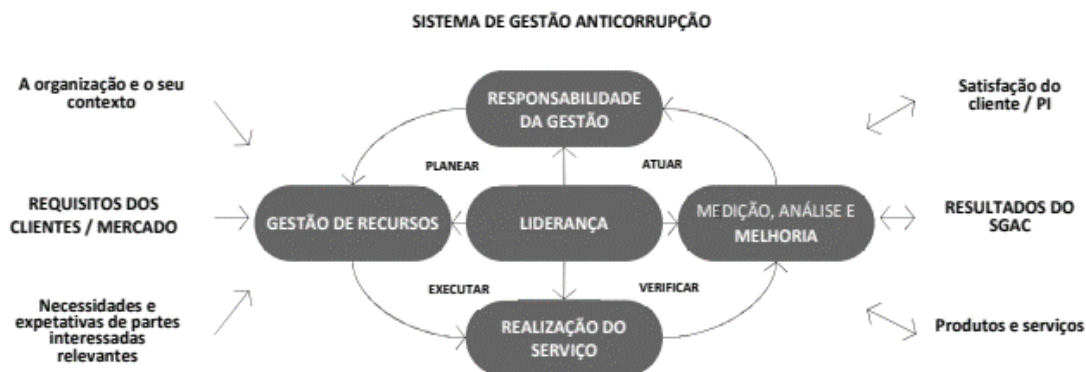 SISTEMA DE GESTÃO ANTICORRUPÇÃO
A organização e o seu
contexto
REQUISITOS DOS
CLIENTES / MERCADO
Necessidades e
expetativas de partes
interessadas
relevantes
RESPONSABILIDADE
DA GESTÃO
PLANEAR
ATUAR
GESTÃO DE RECURSOS
LIDERANÇA
MEDIÇÃO, ANÁLISE E
MELHORIA
EXECUTAR
VERIFICAR
REALIZAÇÃO DO
SERVIÇO
Satisfação do
cliente / PI
RESULTADOS DO
SGAC
Produtos e serviços